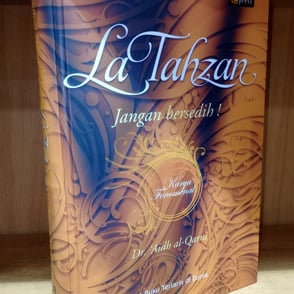 La Tahzan
Jangan bersedih !
Karya
Fenomenal
Dr. 'Aidh al-Qarni
Buku Terlaris di Dunia